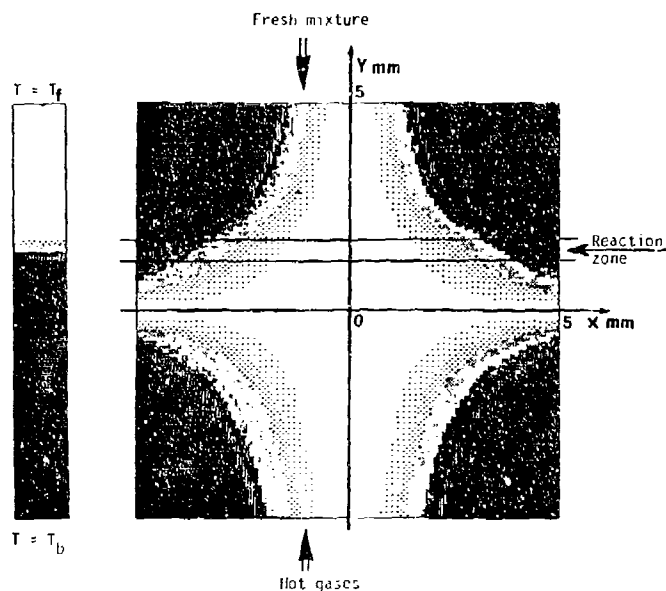 Fresh mixture
Y mm
5
T = Tf
Reaction
zone
0
5
x mm
T = Tb
Hot gases